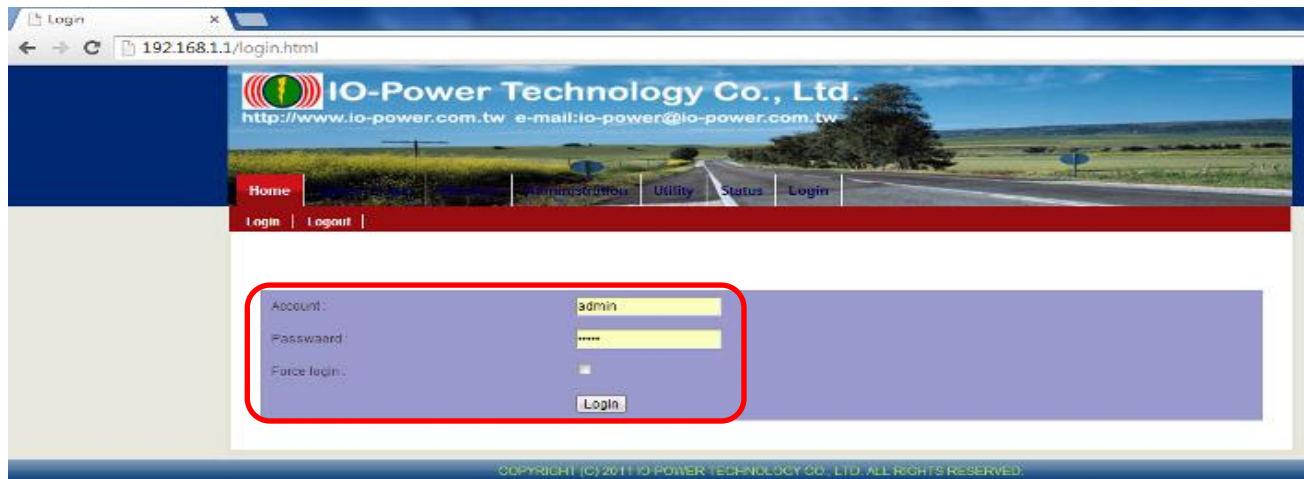 Login
192.168.1.1/login.html
IO-Power Technology Co., Ltd.
http://www.io-power.com.tw e-mail:io-power@io-power.com.tw
Home Administration Utility Status Login
Login | Logout |
Account :
admin
Passwaord :
•••••
Force login :
Login
COPYRIGHT (C) 2011 IO-POWER TECHNOLOGY CO., LTD. ALL RIGHTS RESERVED.